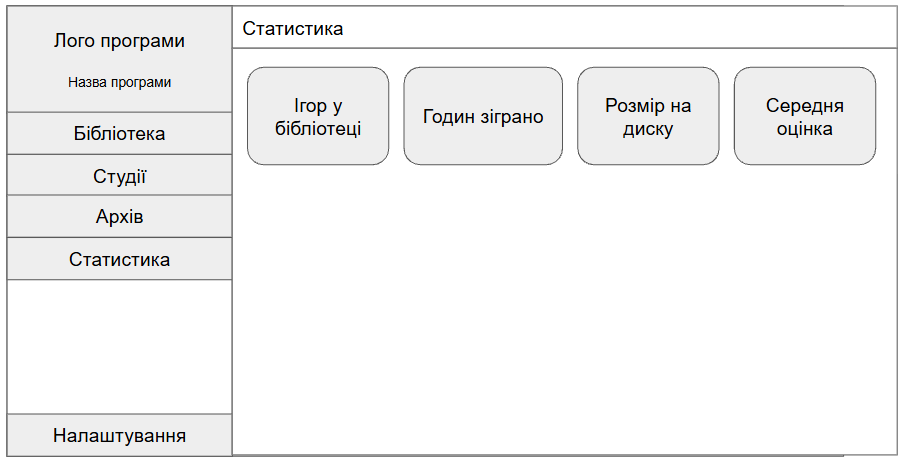 Лого програми
Назва програми
Бібліотека
Студії
Архів
Статистика
Налаштування
Статистика
Ігор у
бібліотеці
Годин зіграно
Розмір на
диску
Середня
оцінка